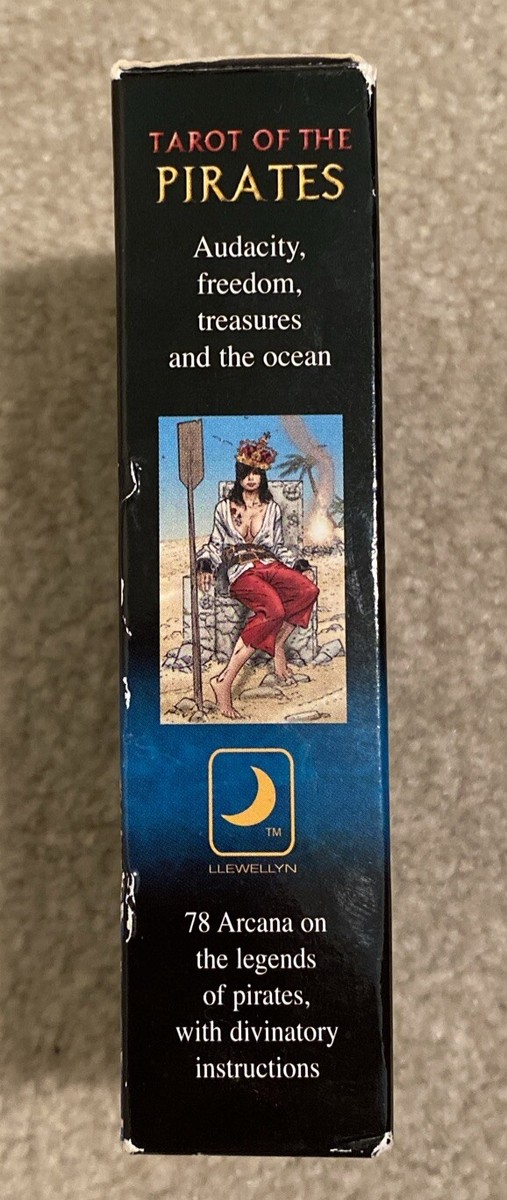 TAROT OF THE
PIRATES
Audacity,
freedom,
treasures
and the ocean
TM
LLEWELLYN
78 Arcana on
the legends
of pirates,
with divinatory
instructions